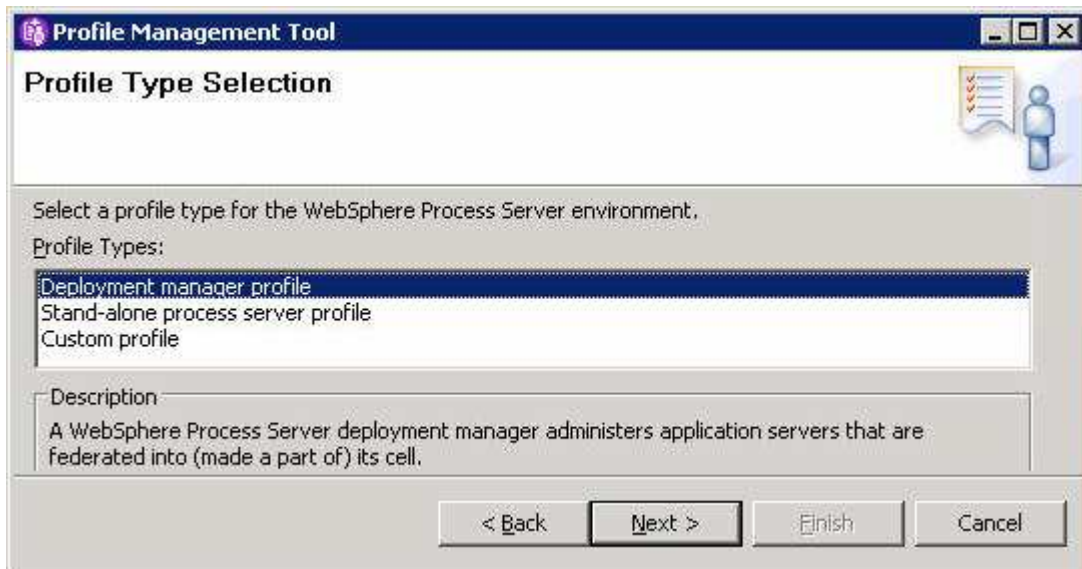 Profile Management Tool
Profile Type Selection
Select a profile type for the WebSphere Process Server environment.
Profile Types:
Deployment manager profile
Stand-alone process server profile
Custom profile
Description
A WebSphere Process Server deployment manager administers application servers that are
federated into (made a part of) its cell.
< Back Next > Finish Cancel